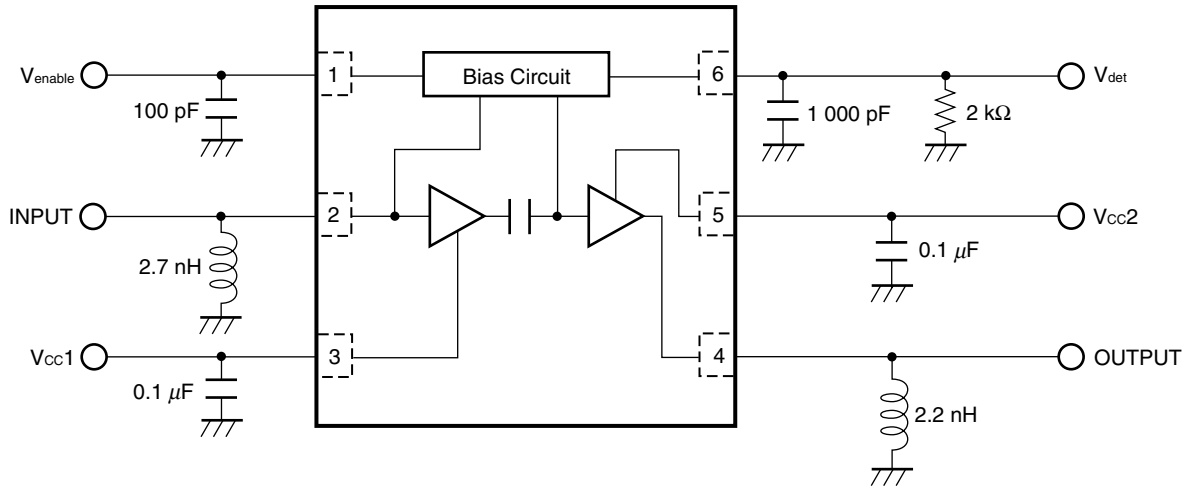 Venable
1
Bias Circuit
6
Vdet
100 pF
1 000 pF
2 kΩ
INPUT
2
5
VCC2
2.7 nH
0.1 μF
VCC1
3
4
OUTPUT
0.1 μF
2.2 nH